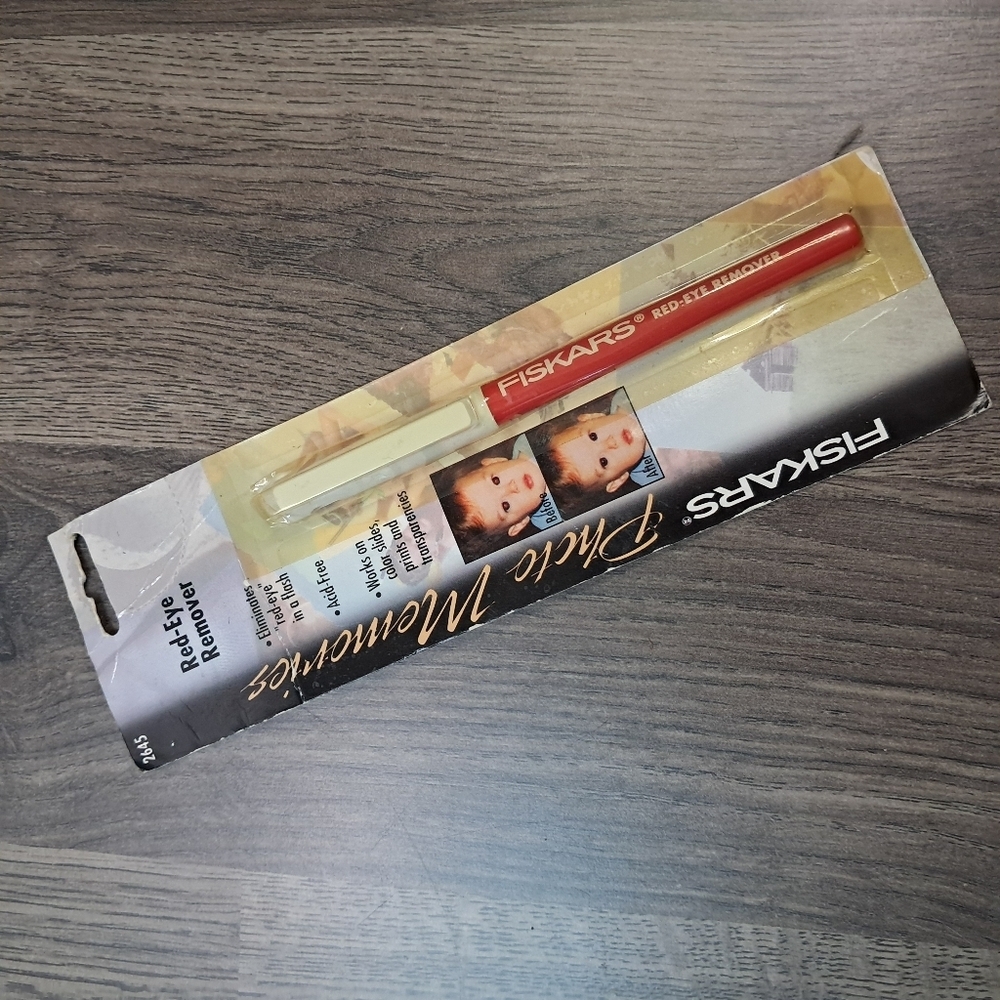 FISKARS® RED-EYE REMOVER
FISKARS
Photo Memories
Before
After
Red-Eye
Remover
• Eliminates
"red-eye"
in a flash
• Acid-Free
• Works on
color slides,
prints and
transparencies
2645